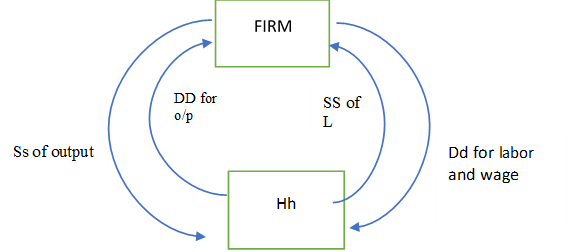 FIRM
DD for
o/p
SS of
L
Ss of output
Dd for labor
and wage
Hh